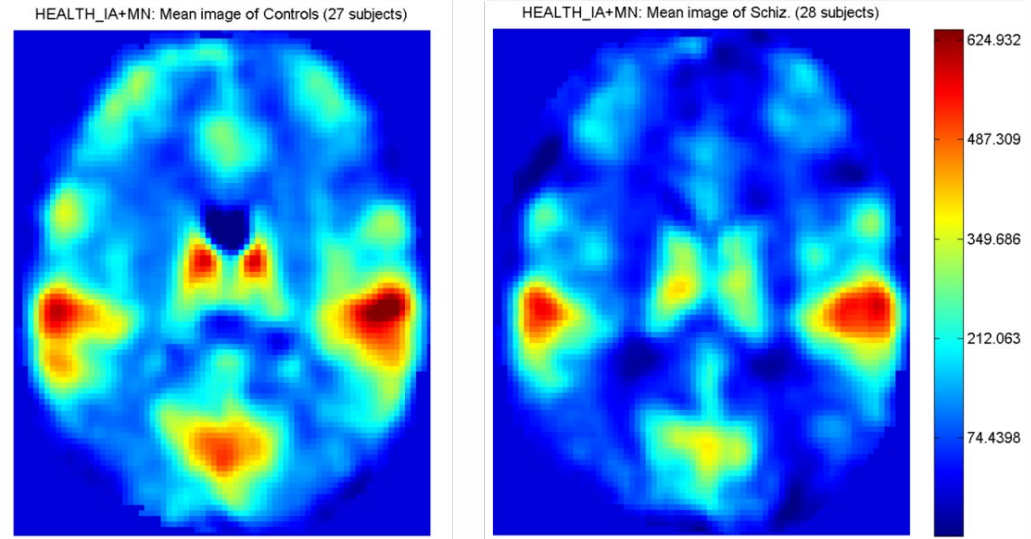 HEALTH_IA+MN: Mean image of Controls (27 subjects)
HEALTH_IA+MN: Mean image of Schiz. (28 subjects)
624.932
487.309
349.686
212.063
74.4398